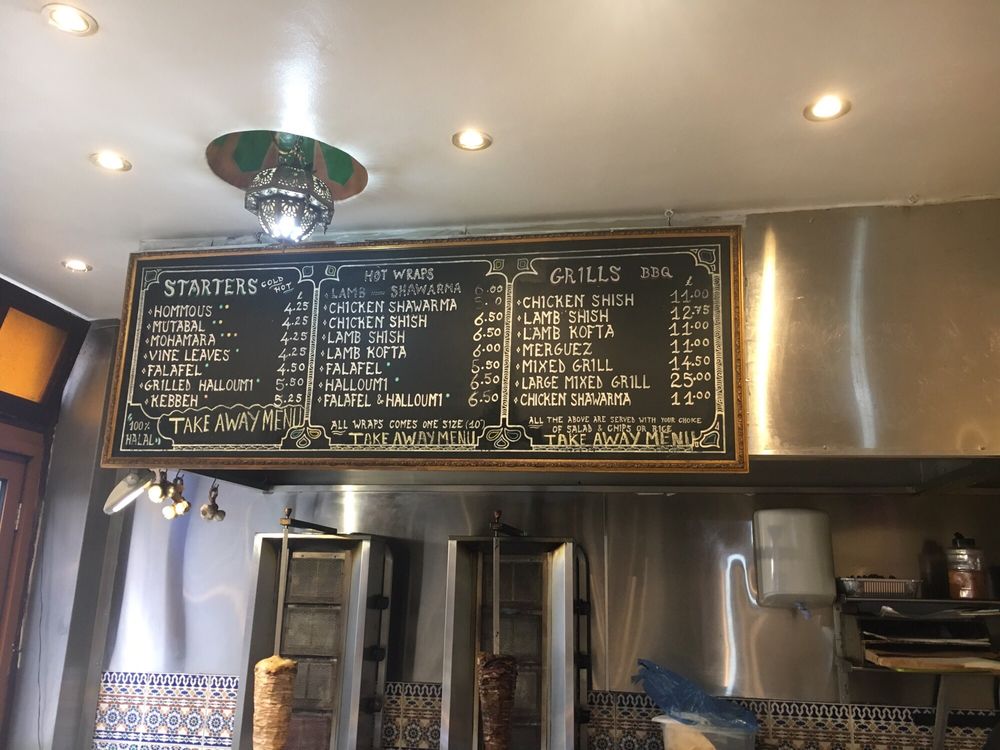 STARTERS COLD HOT £
HOMMOUS 4.25
MUTABAL 4.25
MOHAMARA 4.25
VINE LEAVES 4.25
FALAFEL 4.50
GRILLED HALLOUMI 5.50
KEBBEH 5.25
100% HALAL
TAKE AWAY MENU
HOT WRAPS £
LAMB SHAWARMA 6.00
CHICKEN SHAWARMA
CHICKEN SHISH 6.50
LAMB SHISH 6.50
LAMB KOFTA 6.00
FALAFEL 5.50
HALLOUMI 6.50
FALAFEL & HALLOUMI 6.50
ALL WRAPS COMES ONE SIZE (10)
TAKE AWAY MENU
GRILLS BBQ £
CHICKEN SHISH 11.00
LAMB SHISH 12.75
LAMB KOFTA 11.00
MERGUEZ 11.00
MIXED GRILL 14.50
LARGE MIXED GRILL 25.00
CHICKEN SHAWARMA 11.00
ALL THE ABOVE ARE SERVED WITH YOUR CHOICE
OF SALAD & CHIPS OR RICE
TAKE AWAY MENU